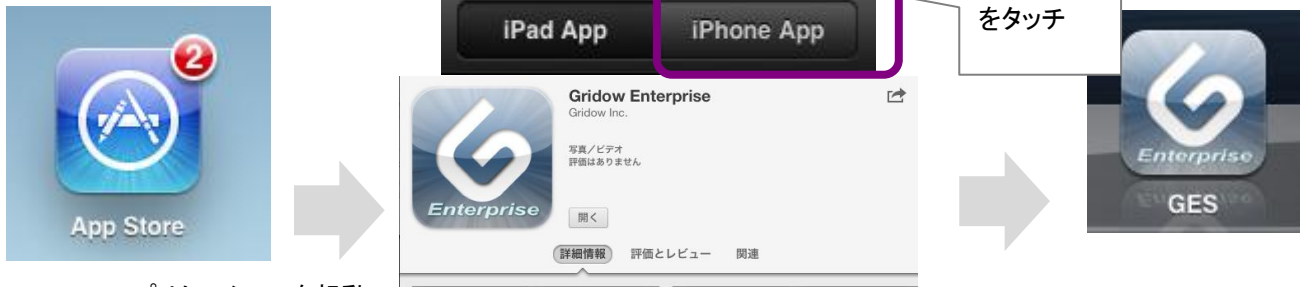 2
App Store
iPad App
iPhone App
をタッチ
Gridow Enterprise
Gridow Inc.
写真／ビデオ
評価はありません
Enterprise
開く
詳細情報
評価とレビュー
関連
Enterprise
GES